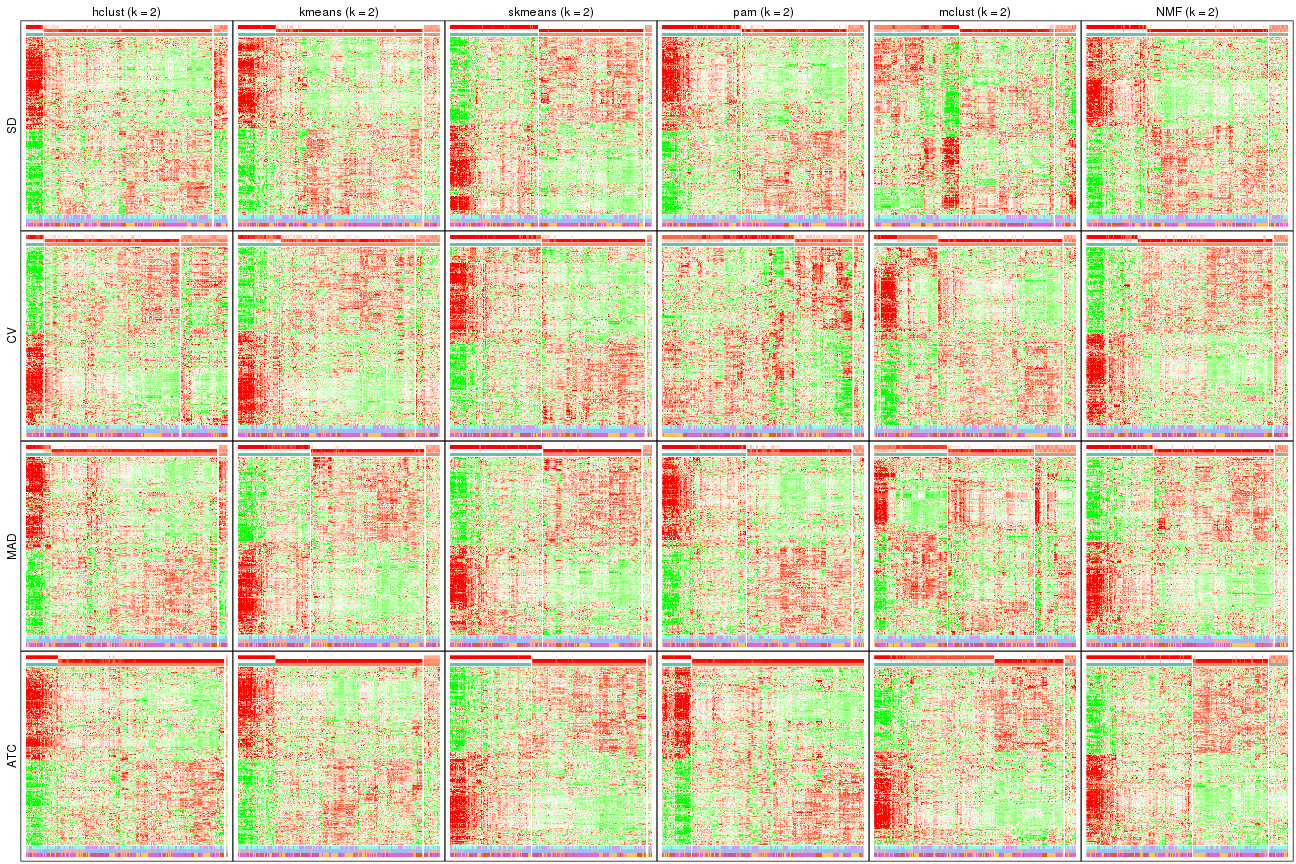 hclust (k = 2) kmeans (k = 2) skmeans (k = 2) pam (k = 2) mclust (k = 2) NMF (k = 2)
SD
CV
MAD
ATC